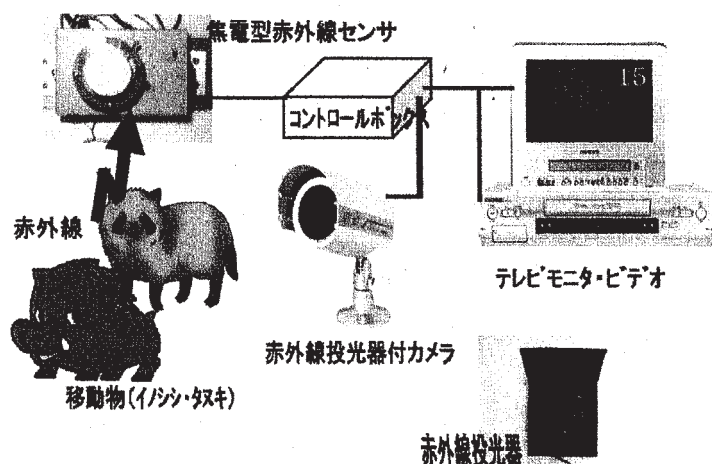 焦電型赤外線センサ
15
コントロールボックス
赤外線
テレビモニタ・ビデオ
赤外線投光器付カメラ
移動物(イノシシ・タヌキ)
赤外線投光器